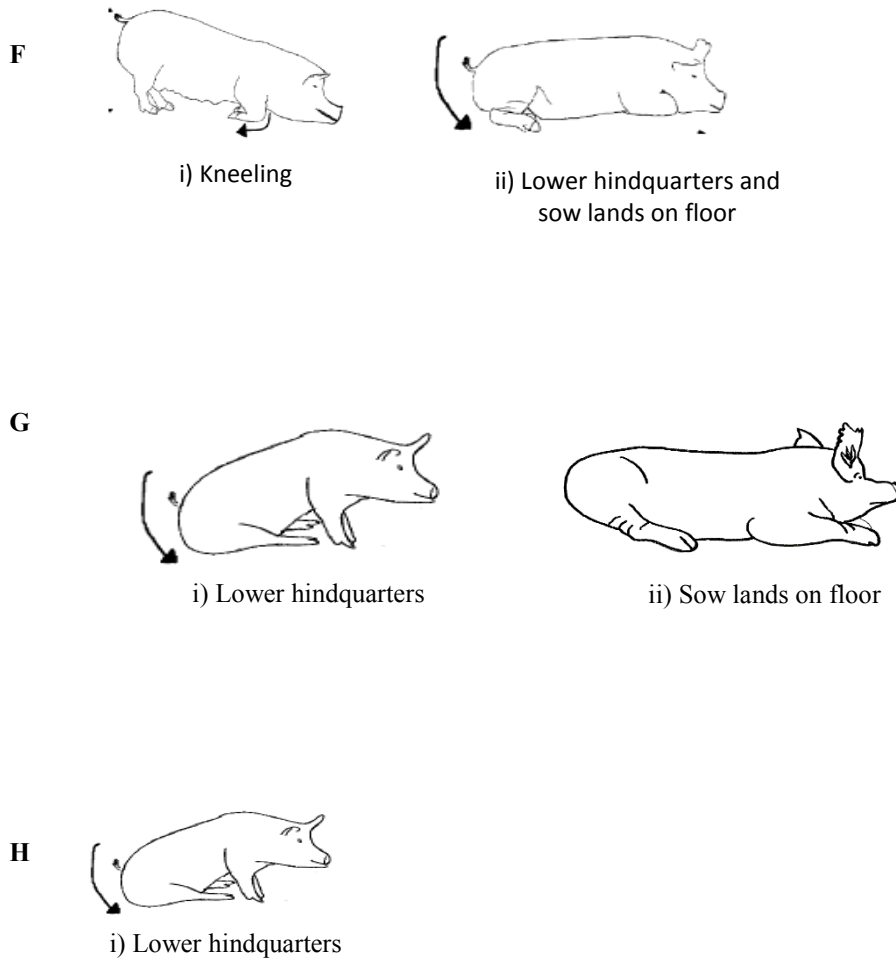 F
i) Kneeling
ii) Lower hindquarters and
sow lands on floor
G
i) Lower hindquarters
ii) Sow lands on floor
H
i) Lower hindquarters